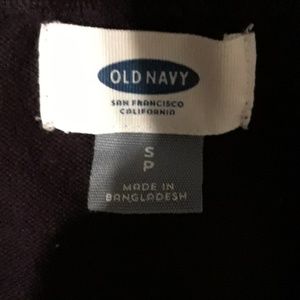 OLD NAVY
SAN FRANCISCO
CALIFORNIA
S
P
MADE IN
BANGLADESH